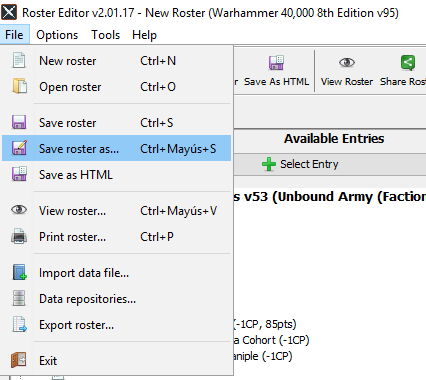 Roster Editor v2.01.17 - New Roster (Warhammer 40,000 8th Edition v95)
File Options Tools Help
New roster Ctrl+N
Open roster Ctrl+O
Save roster Ctrl+S
Save roster as... Ctrl+Mayús+S
Save as HTML
View roster... Ctrl+Mayús+V
Print roster... Ctrl+P
Import data file...
Data repositories...
Export roster...
Exit
Save As HTML View Roster Share Ros
Available Entries
Select Entry
s v53 (Unbound Army (Faction
(-1CP, 85pts)
a Cohort (-1CP)
aniple (-1CP)